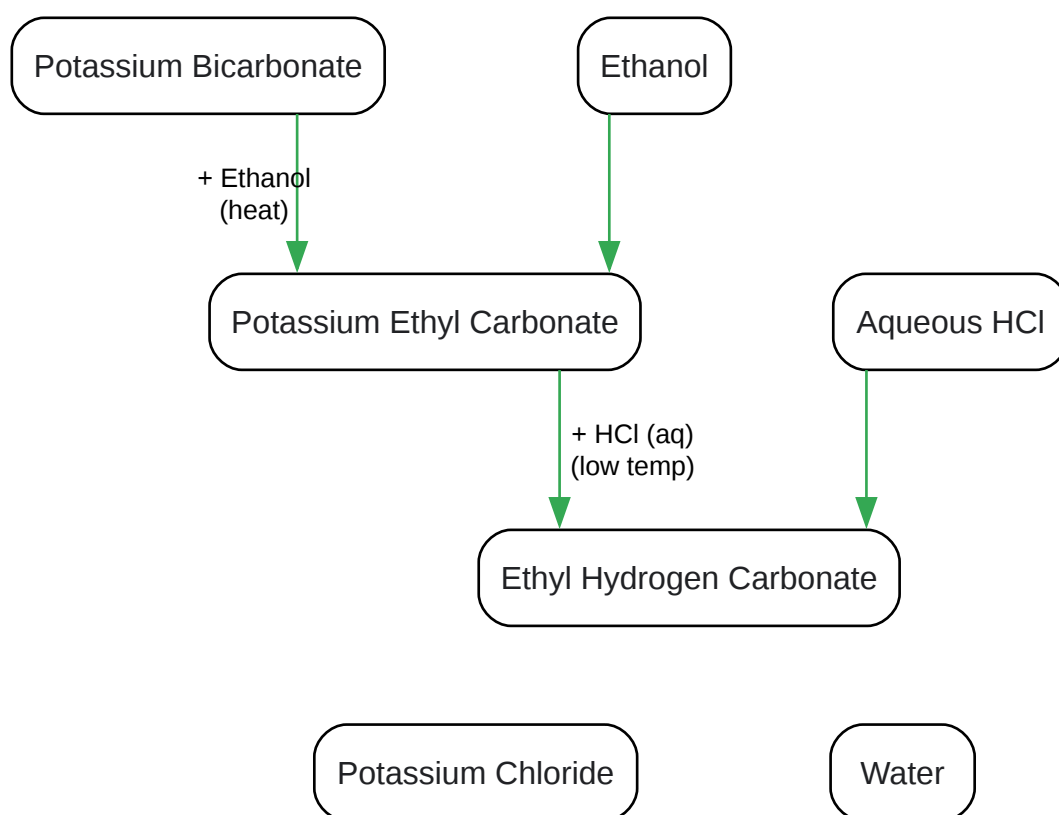 Potassium Bicarbonate
Ethanol
+ Ethanol
(heat)
Potassium Ethyl Carbonate
Aqueous HCl
+ HCl (aq)
(low temp)
Ethyl Hydrogen Carbonate
Potassium Chloride
Water